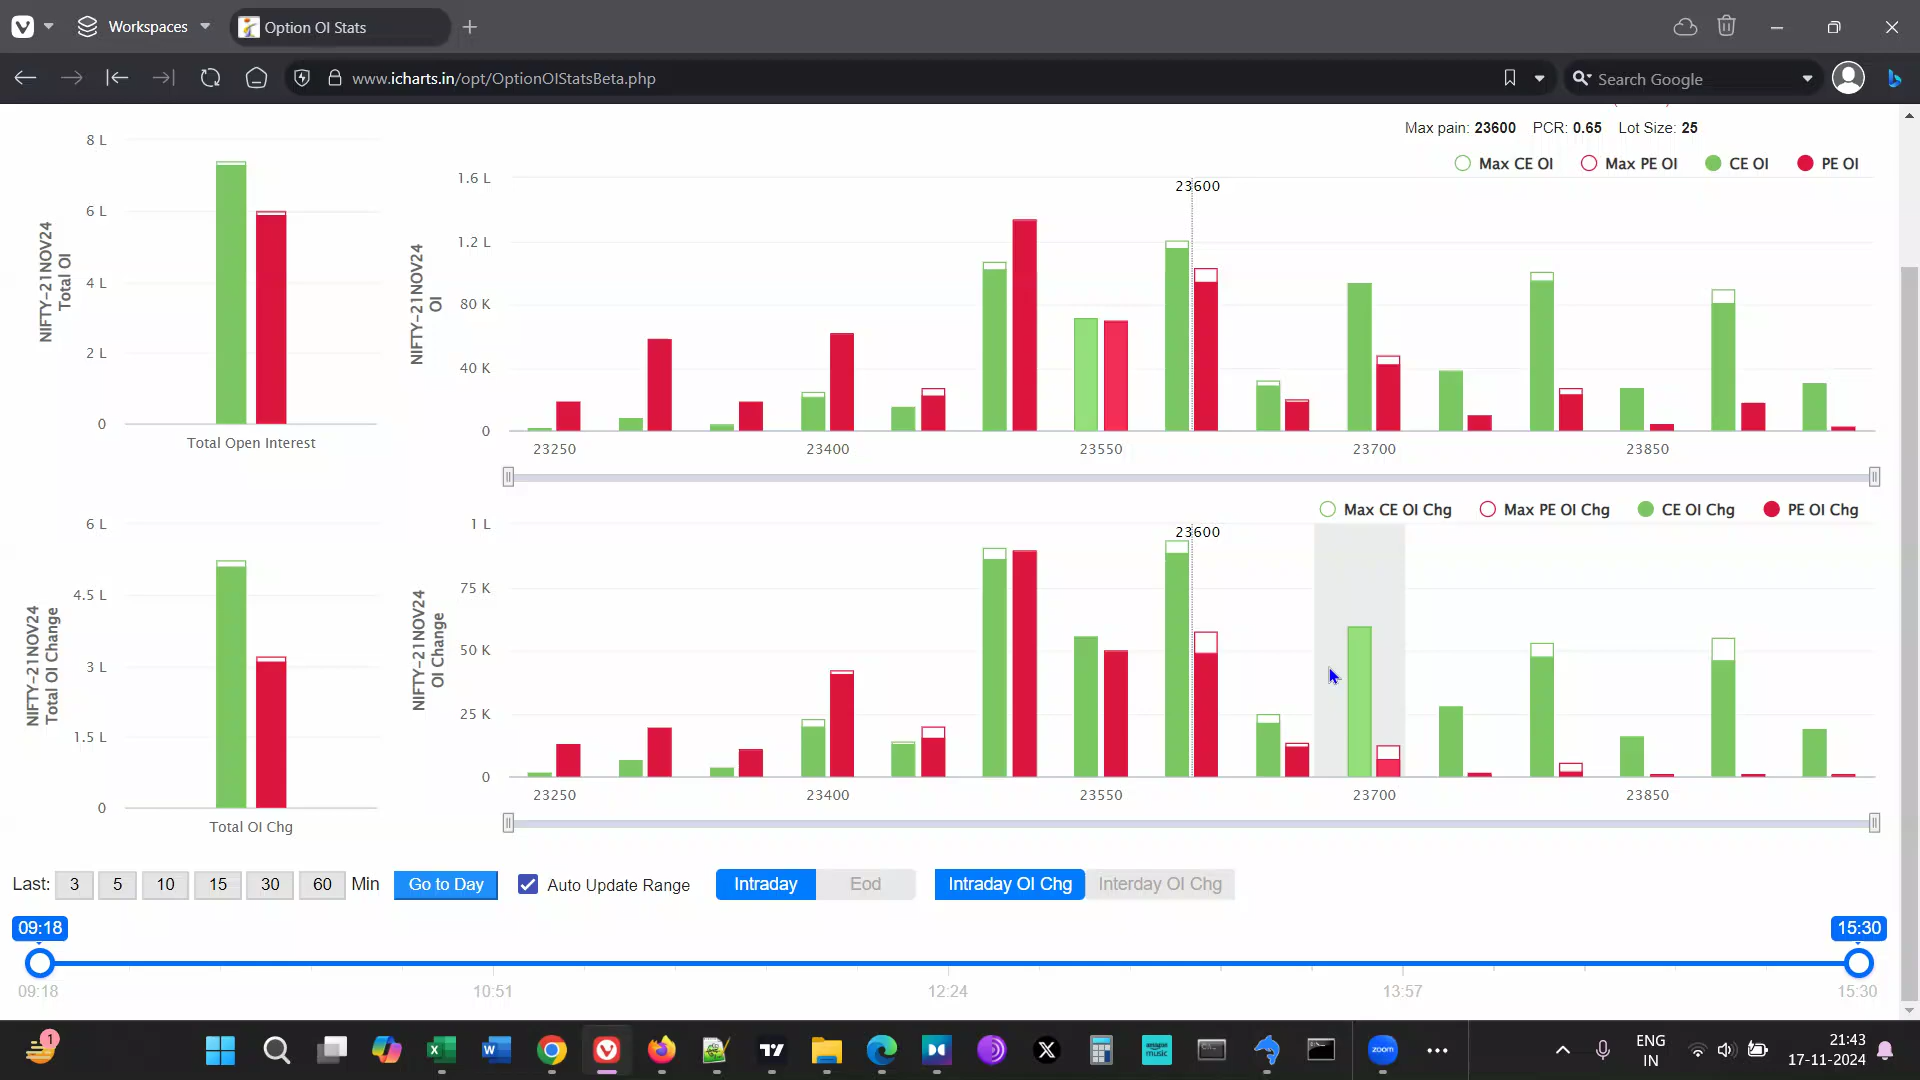 Workspaces
Option OI Stats
www.icharts.in/opt/OptionOIStatsBeta.php
Search Google
Max pain: 23600 PCR: 0.65 Lot Size: 25
Max CE OI Max PE OI CE OI PE OI
8 L
6 L
4 L
2 L
0
NIFTY-21NOV24
Total OI
Total Open Interest
1.6 L
1.2 L
80 K
40 K
0
NIFTY-21NOV24
OI
23600
23250 23400 23550 23700 23850
Max CE OI Chg Max PE OI Chg CE OI Chg PE OI Chg
6 L
4.5 L
3 L
1.5 L
0
NIFTY-21NOV24
Total OI Change
Total OI Chg
1 L
75 K
50 K
25 K
0
NIFTY-21NOV24
OI Change
23600
23250 23400 23550 23700 23850
Last: 3 5 10 15 30 60 Min Go to Day Auto Update Range Intraday Eod Intraday OI Chg Interday OI Chg
09:18 15:30
09:18 10:51 12:24 13:57 15:30
1
zoom
amazon music
ENG
IN
21:43
17-11-2024